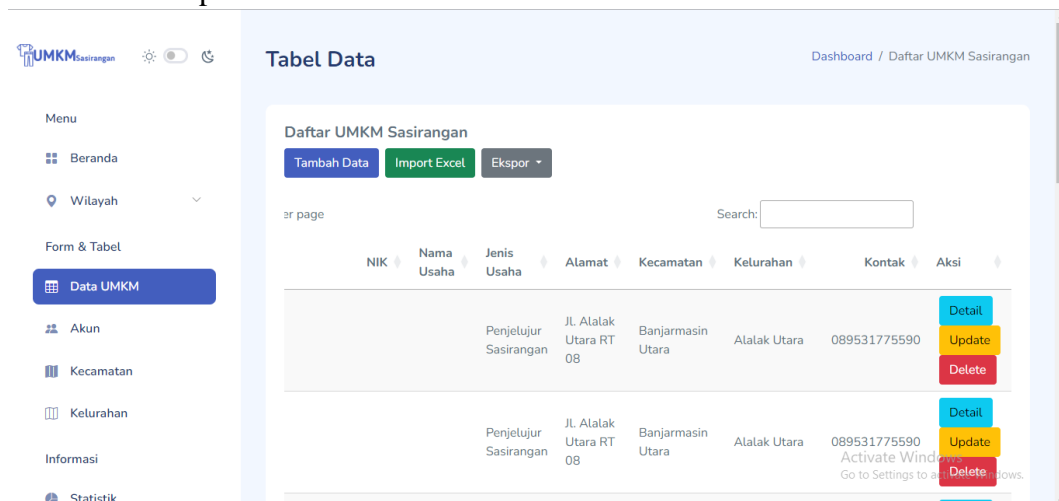 UMKM Sasirangan
Tabel Data
Dashboard / Daftar UMKM Sasirangan
Menu
Beranda
Wilayah
Form & Tabel
Data UMKM
Akun
Kecamatan
Kelurahan
Informasi
Statistik
Daftar UMKM Sasirangan
Tambah Data Import Excel Ekspor
er page
Search:
NIK Nama Usaha Jenis Usaha Alamat Kecamatan Kelurahan Kontak Aksi
Penjelujur Sasirangan Jl. Alalak Utara RT 08 Banjarmasin Utara Alalak Utara 089531775590 Detail Update Delete
Penjelujur Sasirangan Jl. Alalak Utara RT 08 Banjarmasin Utara Alalak Utara 089531775590 Detail Update Delete
Activate Windows
Go to Settings to activate Windows.